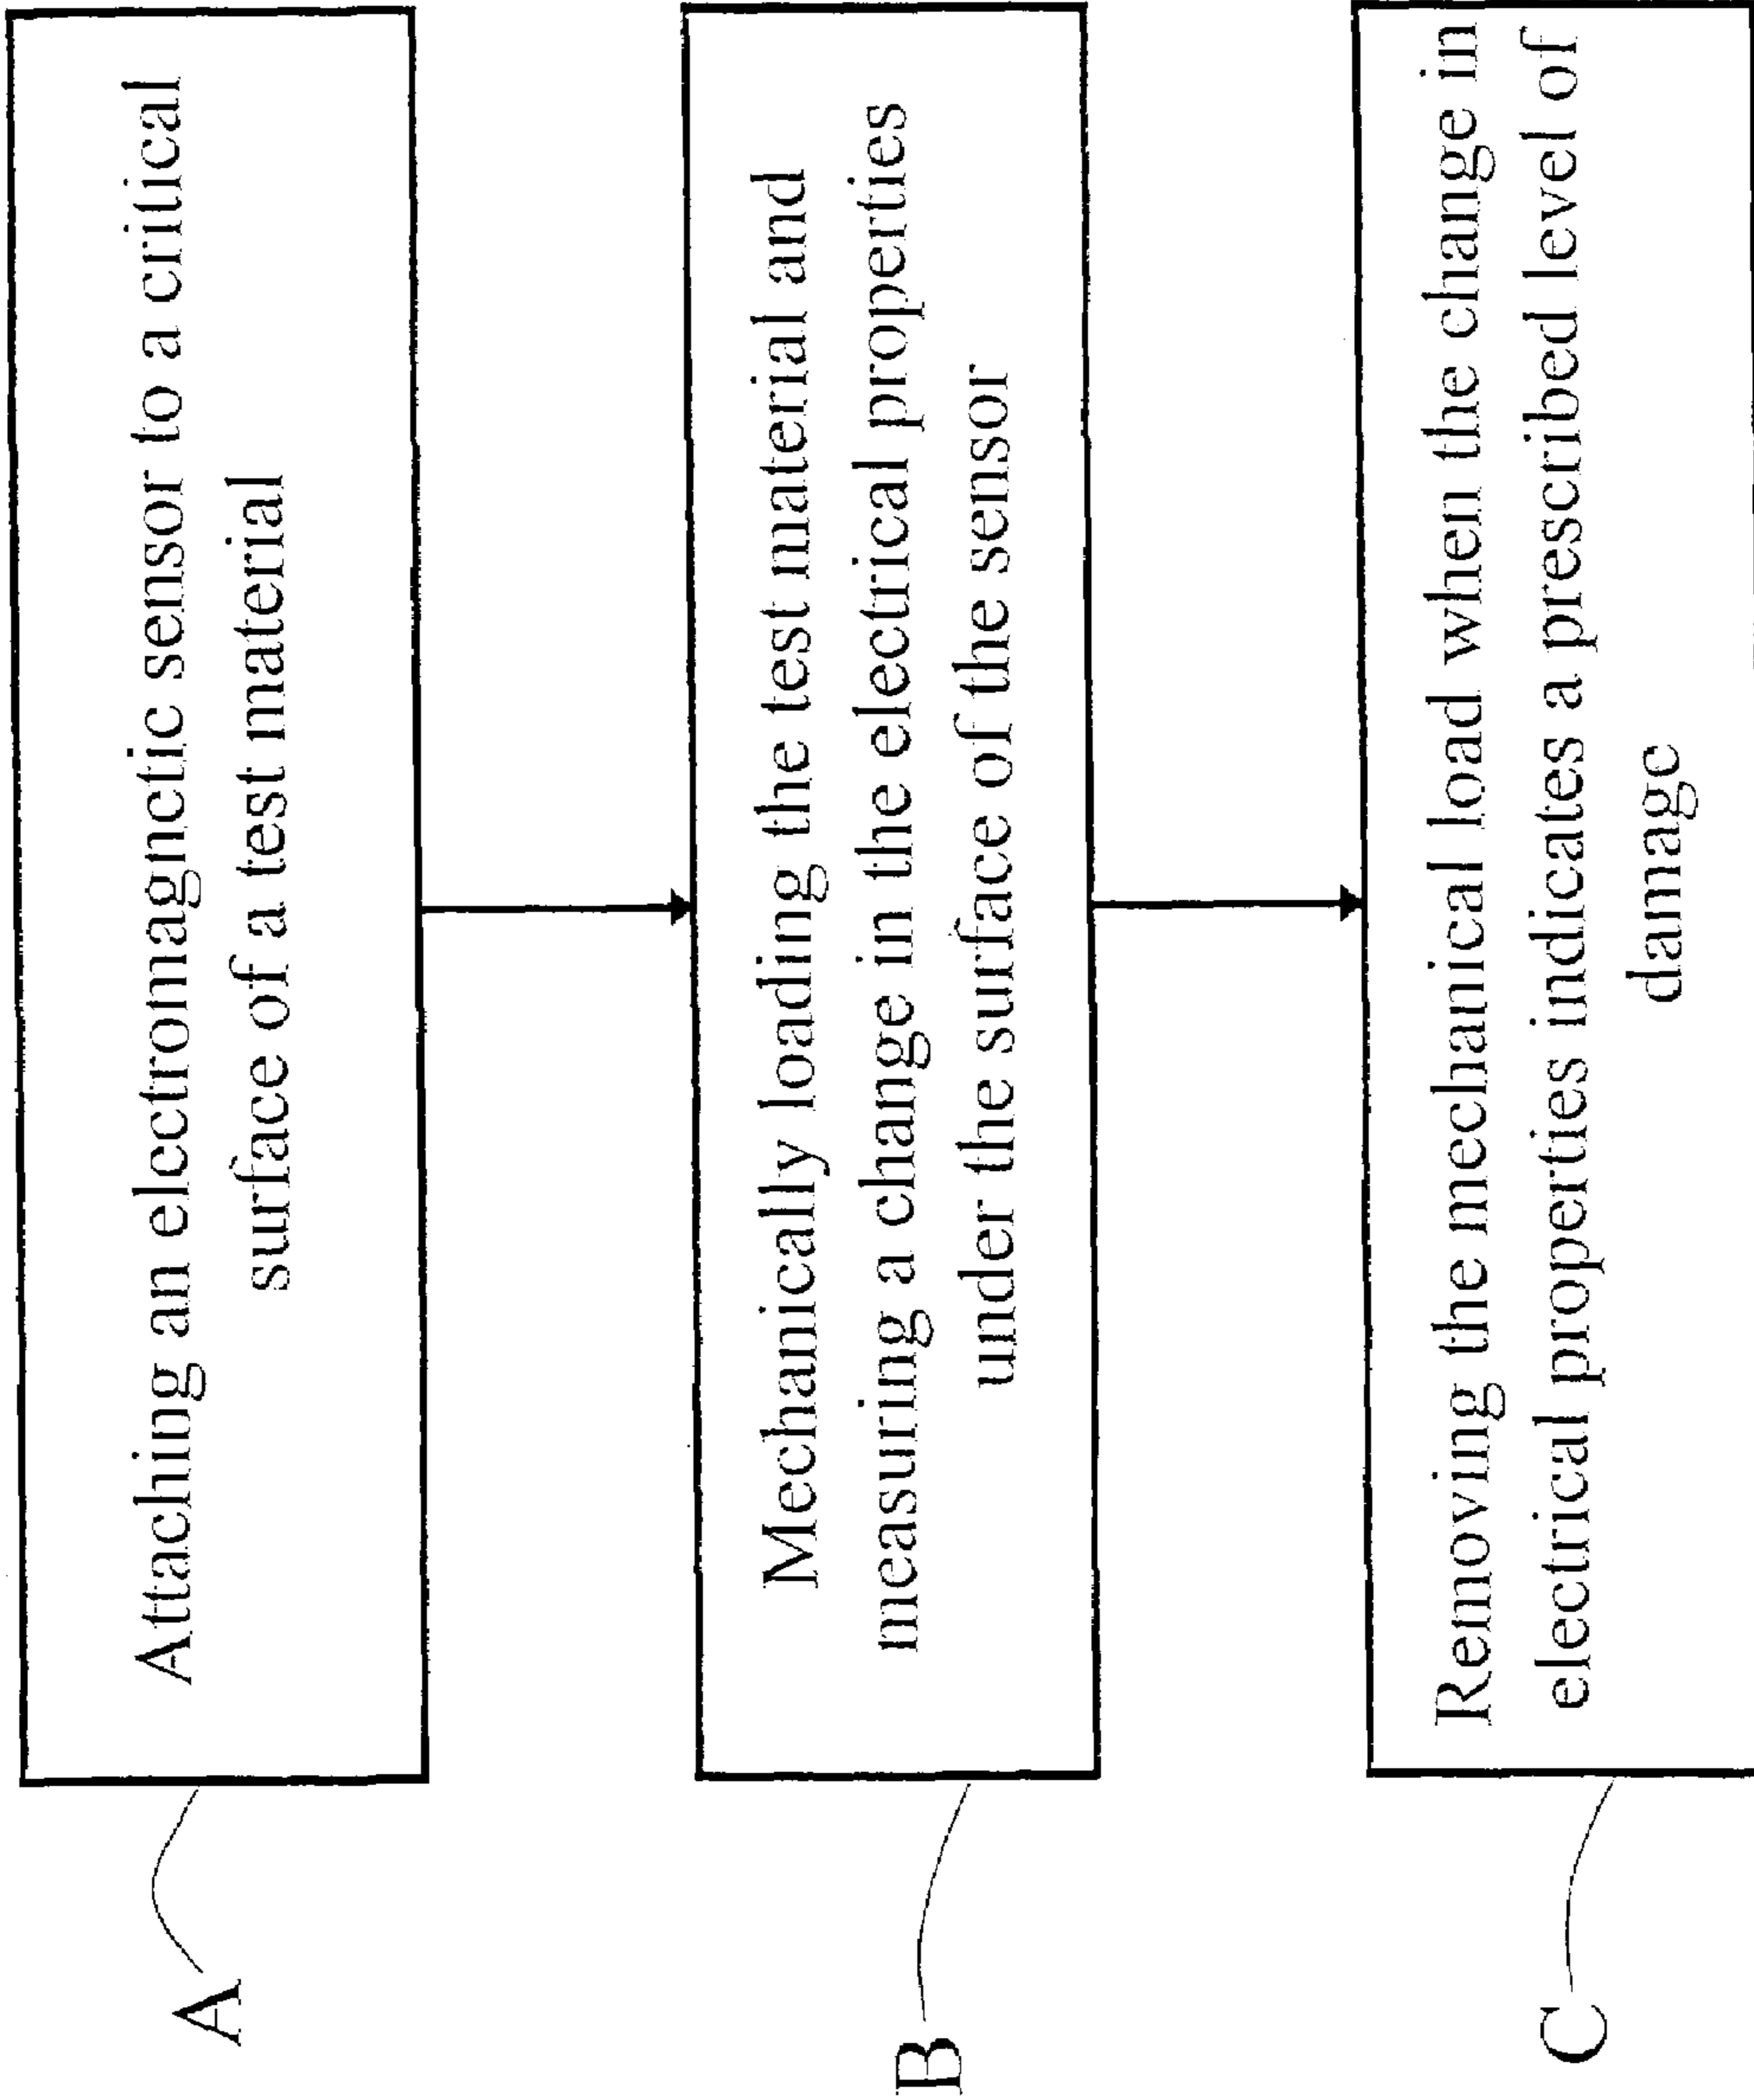 A
Attaching an electromagnetic sensor to a critical
surface of a test material
B
Mechanically loading the test material and
measuring a change in the electrical properties
under the surface of the sensor
C
Removing the mechanical load when the change in
electrical properties indicates a prescribed level of
damage